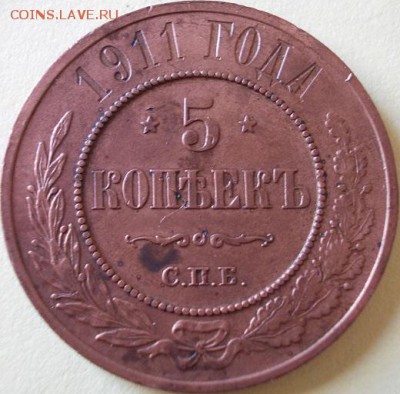 COINS.LAVE.RU
1911 ГОДА
5
КОПѢЕКЪ
С.П.Б.